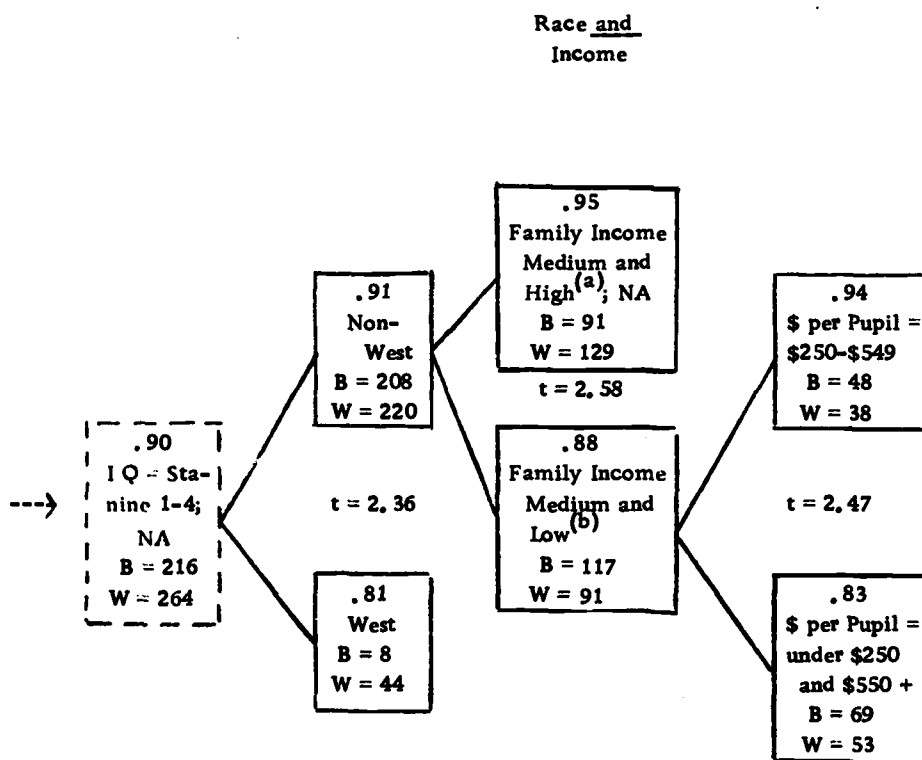 Race and
Income
.95
Family Income
Medium and
High(a); NA
B = 91
W = 129
t = 2.58
.91
Non-
West
B = 208
W = 220
.94
$ per Pupil =
$250-$549
B = 48
W = 38
.90
I Q = Sta-
nine 1-4;
NA
B = 216
W = 264
t = 2.36
.88
Family Income
Medium and
Low(b)
B = 117
W = 91
t = 2.47
.81
West
B = 8
W = 44
.83
$ per Pupil =
under $250
and $550 +
B = 69
W = 53